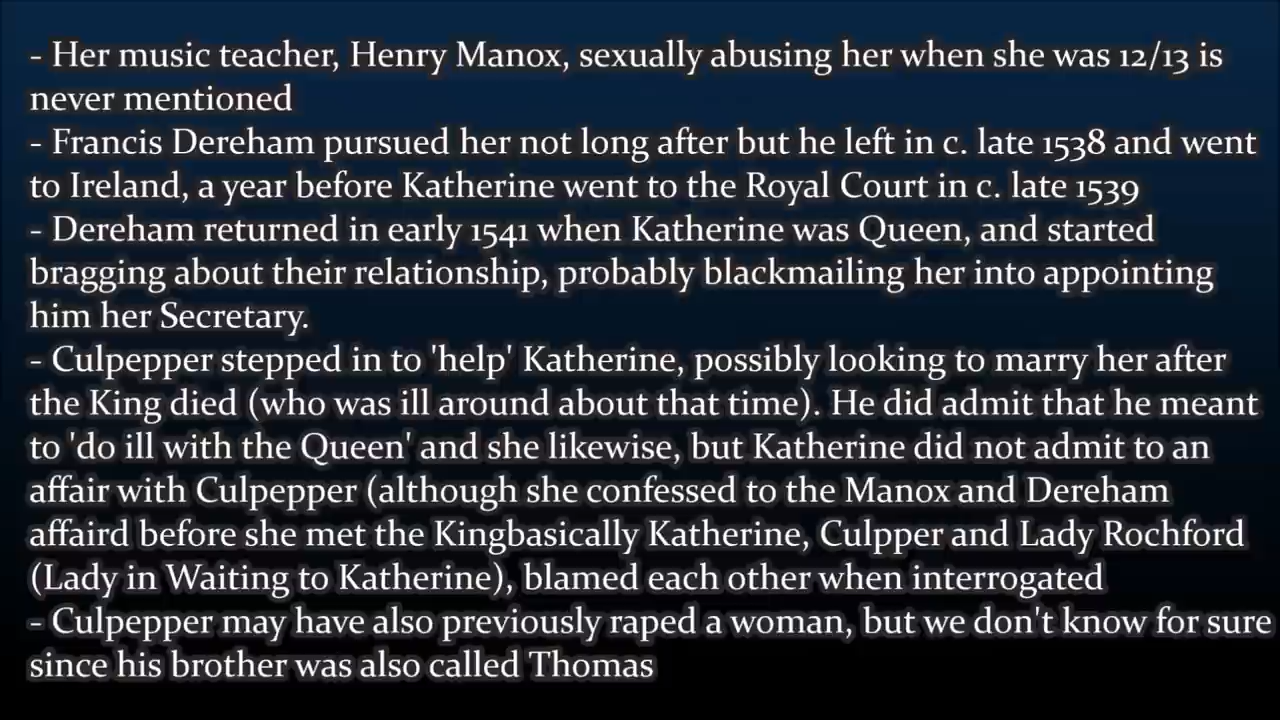 - Her music teacher, Henry Manox, sexually abusing her when she was 12/13 is
never mentioned
- Francis Dereham pursued her not long after but he left in c. late 1538 and went
to Ireland, a year before Katherine went to the Royal Court in c. late 1539
- Dereham returned in early 1541 when Katherine was Queen, and started
bragging about their relationship, probably blackmailing her into appointing
him her Secretary.
- Culpepper stepped in to 'help' Katherine, possibly looking to marry her after
the King died (who was ill around about that time). He did admit that he meant
to 'do ill with the Queen' and she likewise, but Katherine did not admit to an
affair with Culpepper (although she confessed to the Manox and Dereham
affaird before she met the Kingbasically Katherine, Culpper and Lady Rochford
(Lady in Waiting to Katherine), blamed each other when interrogated
- Culpepper may have also previously raped a woman, but we don't know for sure
since his brother was also called Thomas